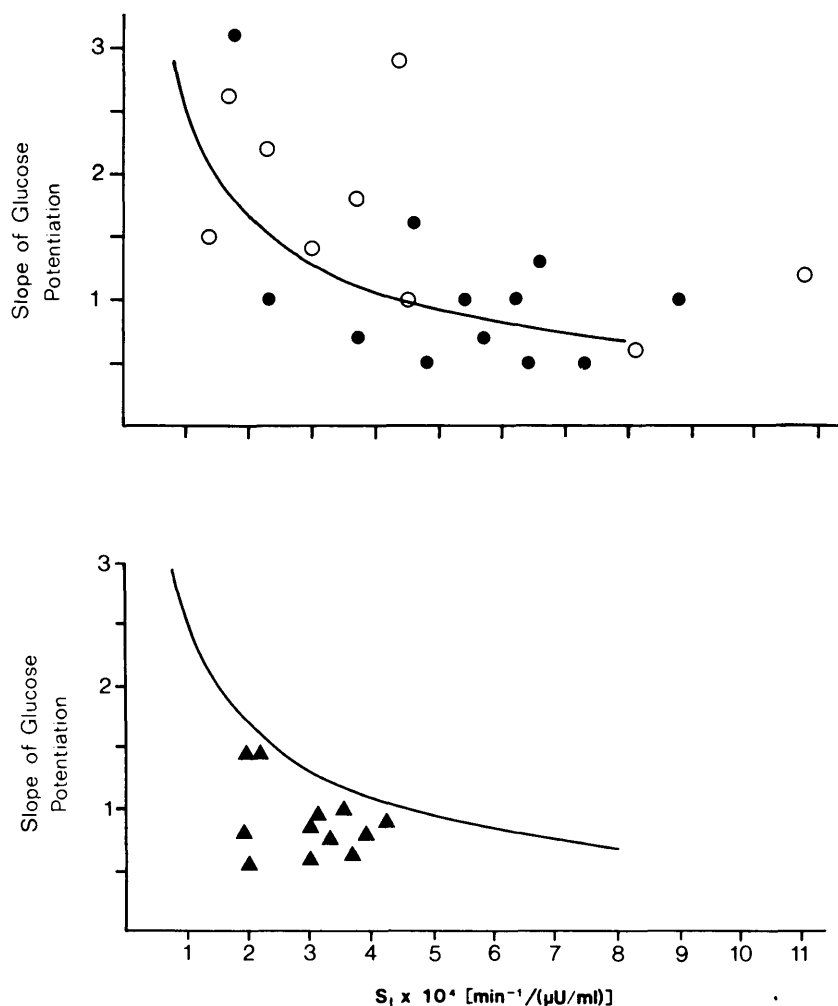 3
2
1
Slope of Glucose
Potentiation
3
2
1
Slope of Glucose
Potentiation
1 2 3 4 5 6 7 8 9 10 11
S_I x 10⁴ [min⁻¹/(μU/ml)]